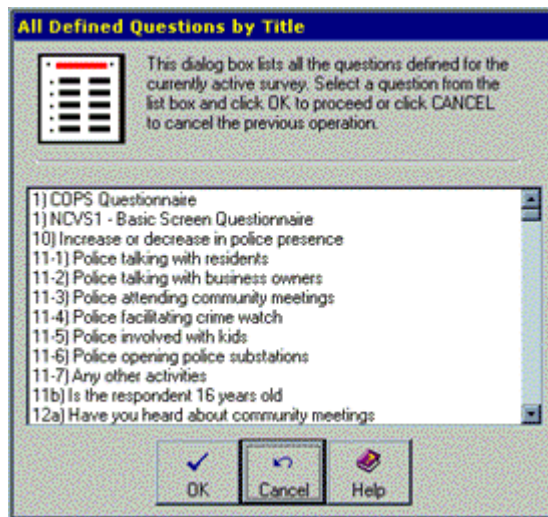 All Defined Questions by Title
This dialog box lists all the questions defined for the
currently active survey. Select a question from the
list box and click OK to proceed or click CANCEL
to cancel the previous operation.
1) COPS Questionnaire
1) NCVS1 - Basic Screen Questionnaire
10) Increase or decrease in police presence
11-1) Police talking with residents
11-2) Police talking with business owners
11-3) Police attending community meetings
11-4) Police facilitating crime watch
11-5) Police involved with kids
11-6) Police opening police substations
11-7) Any other activities
11b) Is the respondent 16 years old
12a) Have you heard about community meetings
OK
Cancel
Help